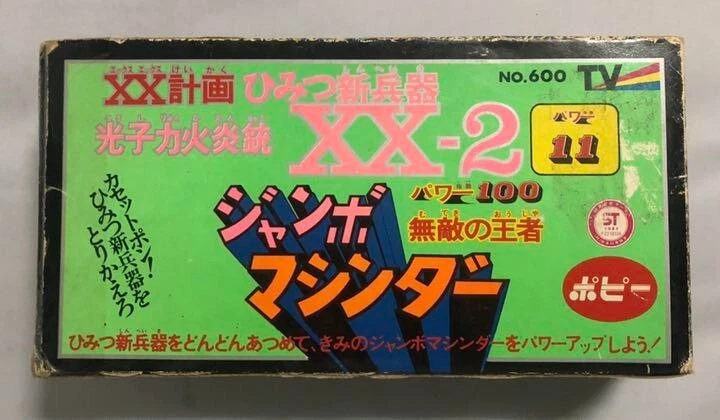 XX計画 ひみつ新兵器
光子力火炎銃 XX-2
NO.600 TV
パワー
11
パワー指数100
無敵の王者
カセットポン!
ひみつ新兵器を
とりかえろ
ジャンボ
マシンダー
ST
ポピー
ひみつ新兵器をどんどんあつめて、きみのジャンボマシンダーをパワーアップしよう!